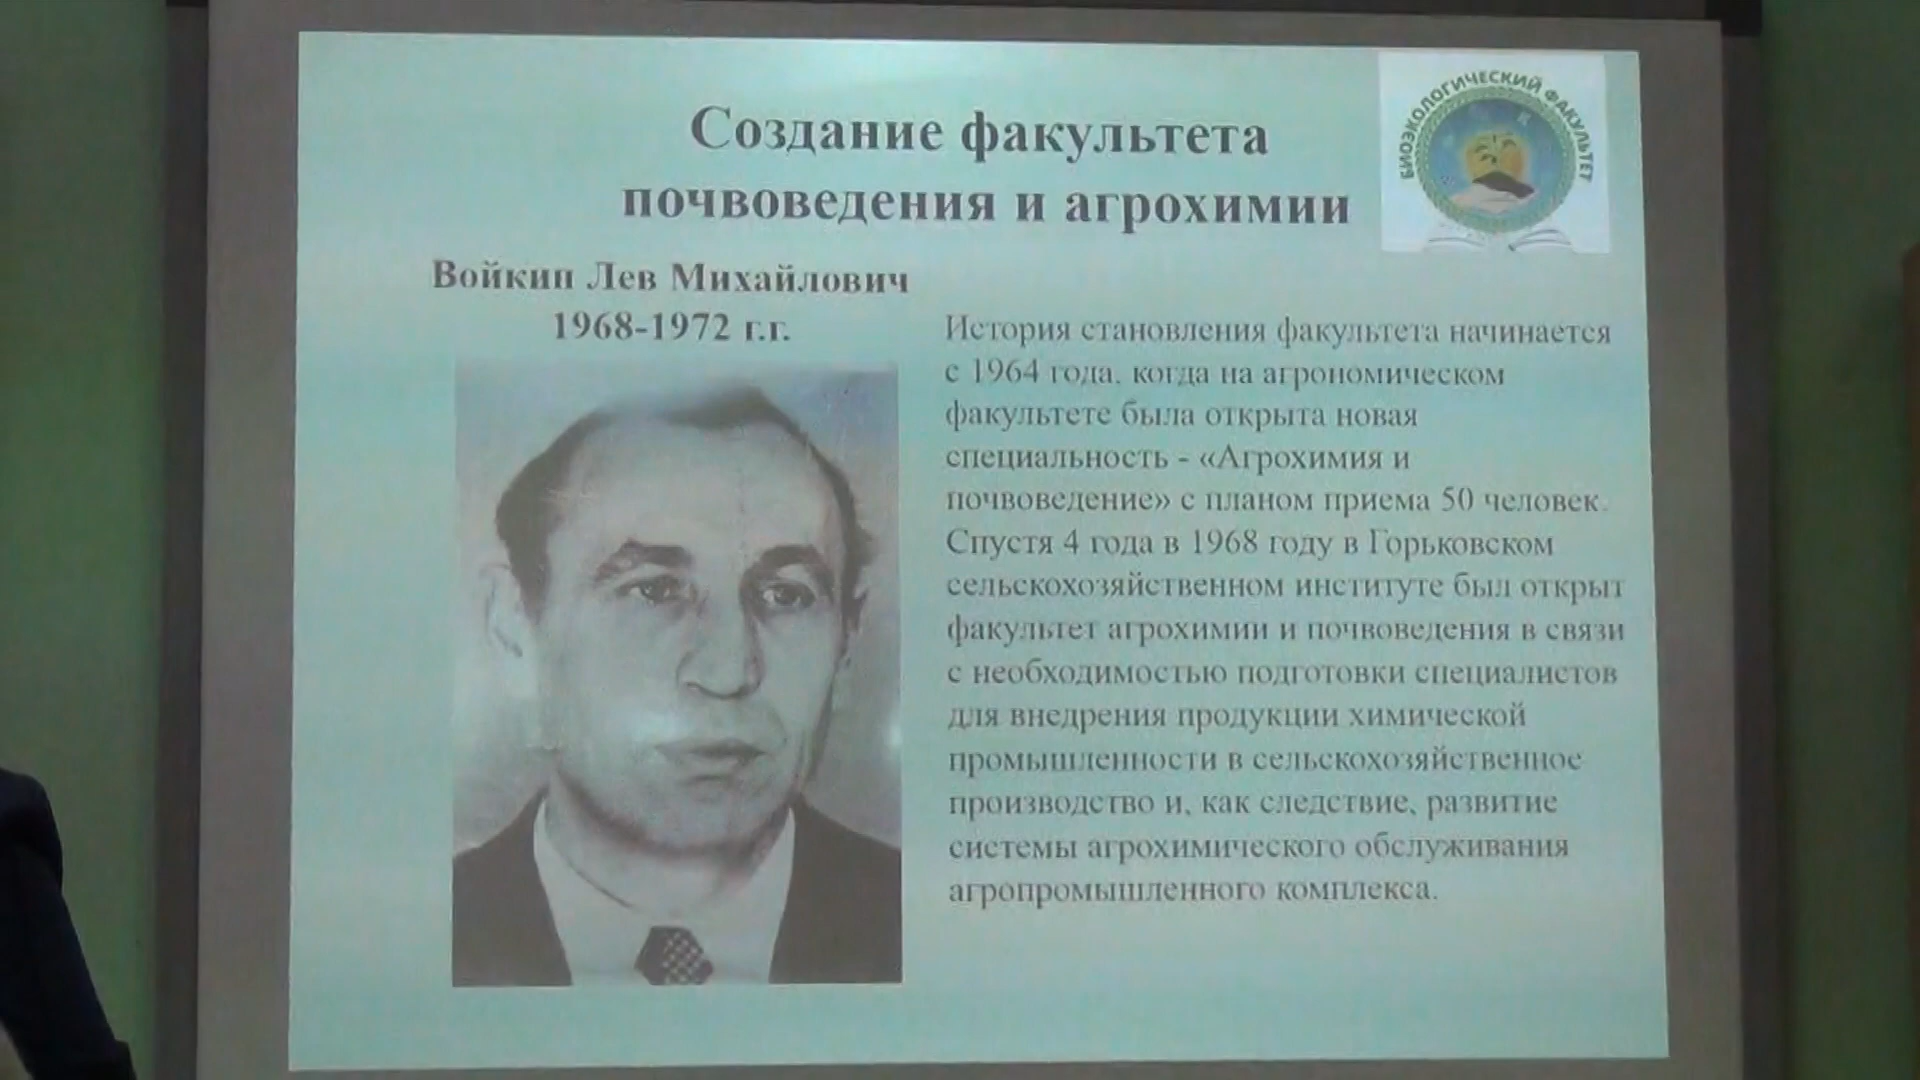 Создание факультета
почвоведения и агрохимии
БИОЭКОЛОГИЧЕСКИЙ ФАКУЛЬТЕТ
Войкин Лев Михайлович
1968-1972 г.г.
История становления факультета начинается
с 1964 года, когда на агрономическом
факультете была открыта новая
специальность - «Агрохимия и
почвоведение» с планом приема 50 человек.
Спустя 4 года в 1968 году в Горьковском
сельскохозяйственном институте был открыт
факультет агрохимии и почвоведения в связи
с необходимостью подготовки специалистов
для внедрения продукции химической
промышленности в сельскохозяйственное
производство и, как следствие, развитие
системы агрохимического обслуживания
агропромышленного комплекса.